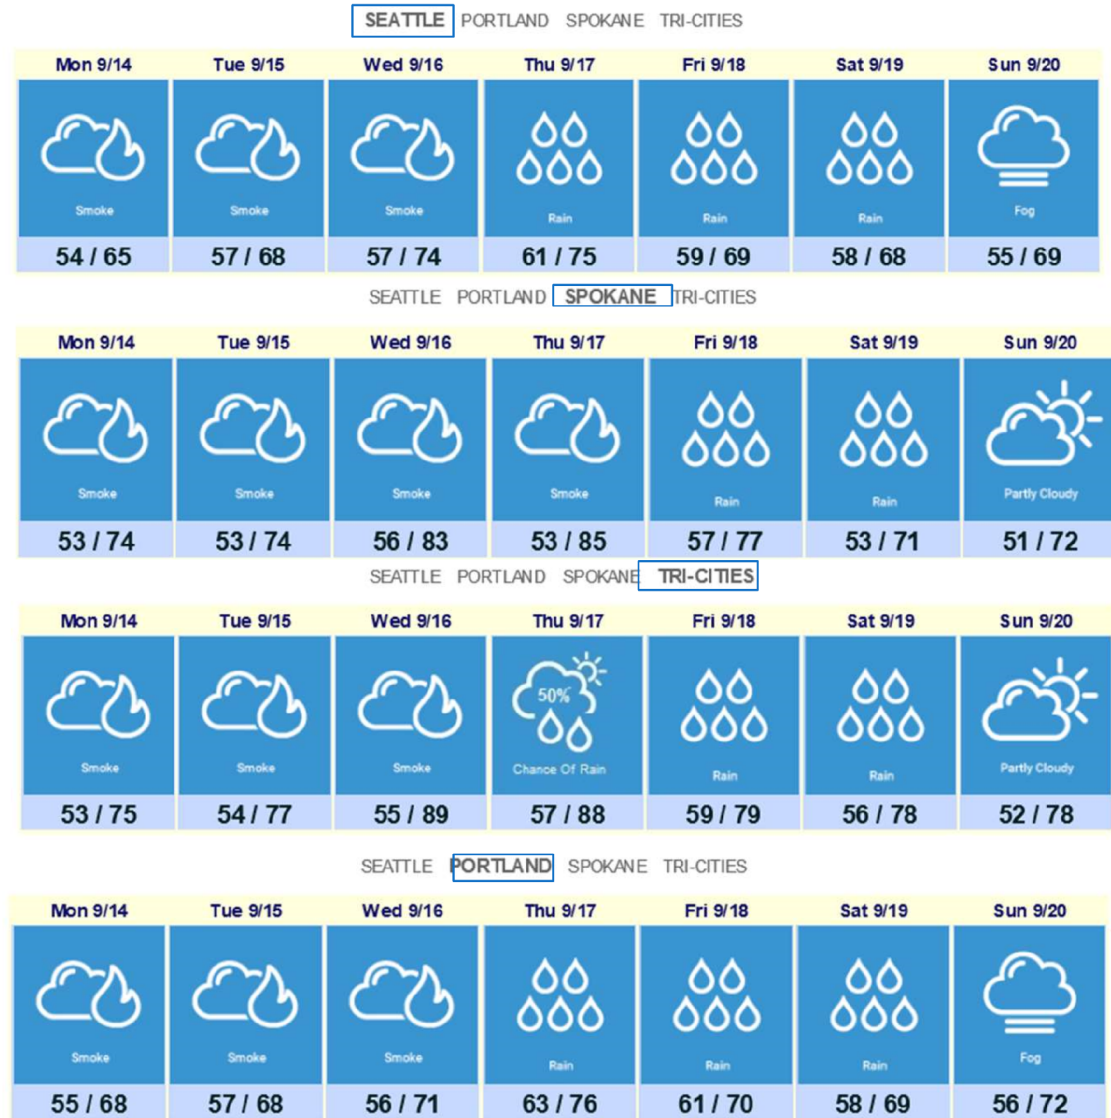 SEATTLE PORTLAND SPOKANE TRI-CITIES
Mon 9/14 Tue 9/15 Wed 9/16 Thu 9/17 Fri 9/18 Sat 9/19 Sun 9/20
Smoke Smoke Smoke Rain Rain Rain Fog
54 / 65 57 / 68 57 / 74 61 / 75 59 / 69 58 / 68 55 / 69
SEATTLE PORTLAND SPOKANE TRI-CITIES
Mon 9/14 Tue 9/15 Wed 9/16 Thu 9/17 Fri 9/18 Sat 9/19 Sun 9/20
Smoke Smoke Smoke Smoke Rain Rain Partly Cloudy
53 / 74 53 / 74 56 / 83 53 / 85 57 / 77 53 / 71 51 / 72
SEATTLE PORTLAND SPOKANE TRI-CITIES
Mon 9/14 Tue 9/15 Wed 9/16 Thu 9/17 Fri 9/18 Sat 9/19 Sun 9/20
50%
Smoke Smoke Smoke Chance Of Rain Rain Rain Partly Cloudy
53 / 75 54 / 77 55 / 89 57 / 88 59 / 79 56 / 78 52 / 78
SEATTLE PORTLAND SPOKANE TRI-CITIES
Mon 9/14 Tue 9/15 Wed 9/16 Thu 9/17 Fri 9/18 Sat 9/19 Sun 9/20
Smoke Smoke Smoke Rain Rain Rain Fog
55 / 68 57 / 68 56 / 71 63 / 76 61 / 70 58 / 69 56 / 72